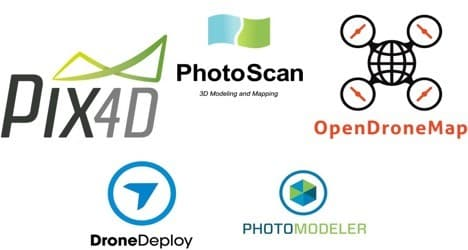 PIX4D
PhotoScan
3D Modeling and Mapping
OpenDroneMap
DroneDeploy
PHOTOMODELER